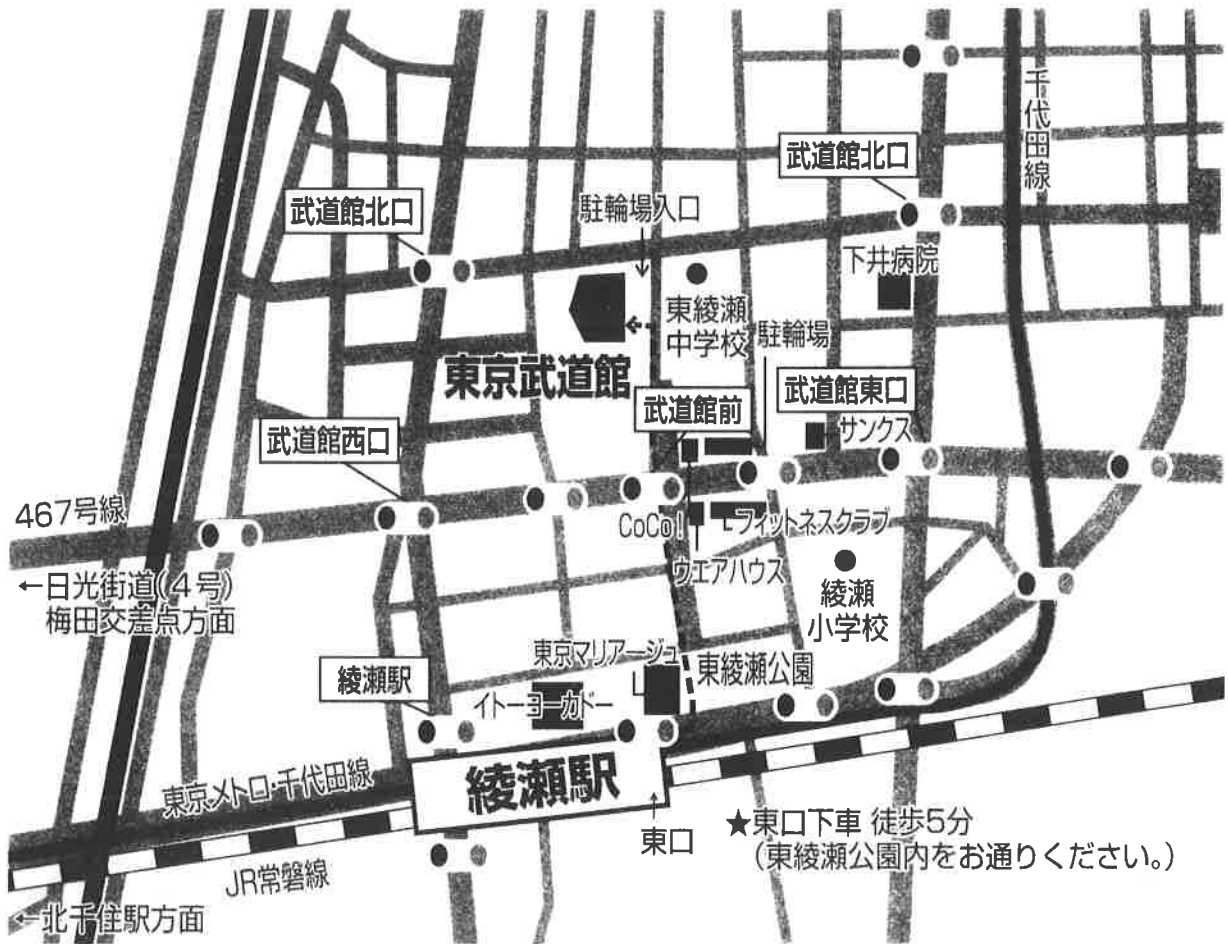 千代田線
武道館北口
武道館北口
駐輪場入口
下井病院
東綾瀬
中学校
駐輪場
東京武道館
武道館前
武道館東口
サンクス
武道館西口
467号線
CoCo!
フィットネスクラブ
ウエアハウス
←日光街道(4号)
梅田交差点方面
綾瀬
小学校
東京マリアージュ
東綾瀬公園
綾瀬駅
イトーヨーカドー
綾瀬駅
東京メトロ・千代田線
東口
★東口下車 徒歩5分
(東綾瀬公園内をお通りください。)
JR常磐線
←北千住駅方面